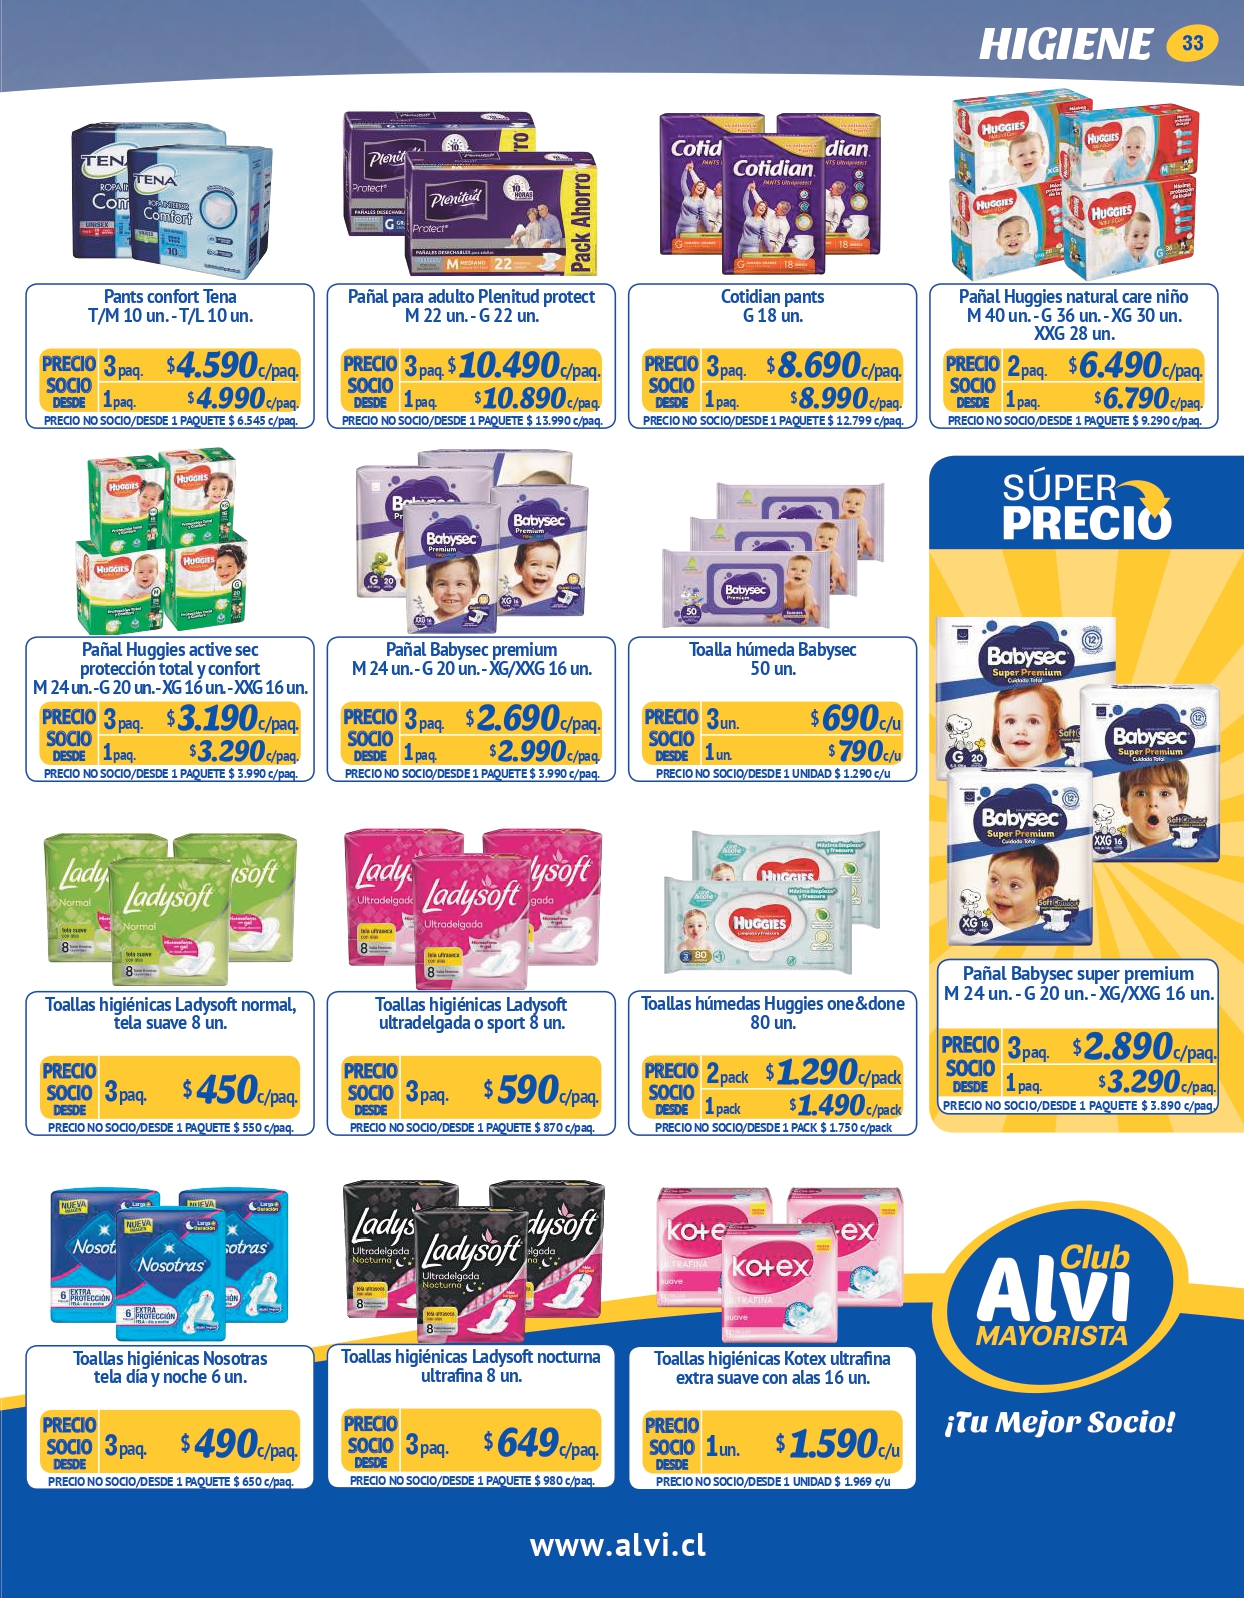 HIGIENE 33
Pants confort Tena
T/M 10 un. - T/L 10 un.
PRECIO SOCIO DESDE
3 paq. $4.590 c/paq.
1 paq. $4.990 c/paq.
PRECIO NO SOCIO/DESDE 1 PAQUETE $ 6.545 c/paq.
Pañal para adulto Plenitud protect
M 22 un. - G 22 un.
PRECIO SOCIO DESDE
3 paq. $10.490 c/paq.
1 paq. $10.890 c/paq.
PRECIO NO SOCIO/DESDE 1 PAQUETE $ 13.990 c/paq.
Cotidian pants
G 18 un.
PRECIO SOCIO DESDE
3 paq. $8.690 c/paq.
1 paq. $8.990 c/paq.
PRECIO NO SOCIO/DESDE 1 PAQUETE $ 12.799 c/paq.
Pañal Huggies natural care niño
M 40 un. - G 36 un. - XG 30 un.
XXG 28 un.
PRECIO SOCIO DESDE
2 paq. $6.490 c/paq.
1 paq. $6.790 c/paq.
PRECIO NO SOCIO/DESDE 1 PAQUETE $ 9.290 c/paq.
Pañal Huggies active sec
protección total y confort
M 24 un. -G 20 un. - XG 16 un. - XXG 16 un.
PRECIO SOCIO DESDE
3 paq. $3.190 c/paq.
1 paq. $3.290 c/paq.
PRECIO NO SOCIO/DESDE 1 PAQUETE $ 3.990 c/paq.
Pañal Babysec premium
M 24 un. - G 20 un. - XG/XXG 16 un.
PRECIO SOCIO DESDE
3 paq. $2.690 c/paq.
1 paq. $2.990 c/paq.
PRECIO NO SOCIO/DESDE 1 PAQUETE $ 3.990 c/paq.
Toalla húmeda Babysec
50 un.
PRECIO SOCIO DESDE
3 un. $690 c/u
1 un. $790 c/u
PRECIO NO SOCIO/DESDE 1 UNIDAD $ 1.290 c/u
SÚPER
PRECIO
Pañal Babysec super premium
M 24 un. - G 20 un. - XG/XXG 16 un.
PRECIO SOCIO DESDE
3 paq. $2.890 c/paq.
1 paq. $3.290 c/paq.
PRECIO NO SOCIO/DESDE 1 PAQUETE $ 3.890 c/paq.
Toallas higiénicas Ladysoft normal,
tela suave 8 un.
PRECIO SOCIO DESDE
3 paq. $450 c/paq.
PRECIO NO SOCIO/DESDE 1 PAQUETE $ 550 c/paq.
Toallas higiénicas Ladysoft
ultradelgada o sport 8 un.
PRECIO SOCIO DESDE
3 paq. $590 c/paq.
PRECIO NO SOCIO/DESDE 1 PAQUETE $ 870 c/paq.
Toallas húmedas Huggies one&done
80 un.
PRECIO SOCIO DESDE
2 pack $1.290 c/pack
1 pack $1.490 c/pack
PRECIO NO SOCIO/DESDE 1 PACK $ 1.750 c/pack
Toallas higiénicas Nosotras
tela día y noche 6 un.
PRECIO SOCIO DESDE
3 paq. $490 c/paq.
PRECIO NO SOCIO/DESDE 1 PAQUETE $ 650 c/paq.
Toallas higiénicas Ladysoft nocturna
ultrafina 8 un.
PRECIO SOCIO DESDE
3 paq. $649 c/paq.
PRECIO NO SOCIO/DESDE 1 PAQUETE $ 980 c/paq.
Toallas higiénicas Kotex ultrafina
extra suave con alas 16 un.
PRECIO SOCIO DESDE
1 un. $1.590 c/u
PRECIO NO SOCIO/DESDE 1 UNIDAD $ 1.969 c/u
Club
Alvi
MAYORISTA
¡Tu Mejor Socio!
www.alvi.cl